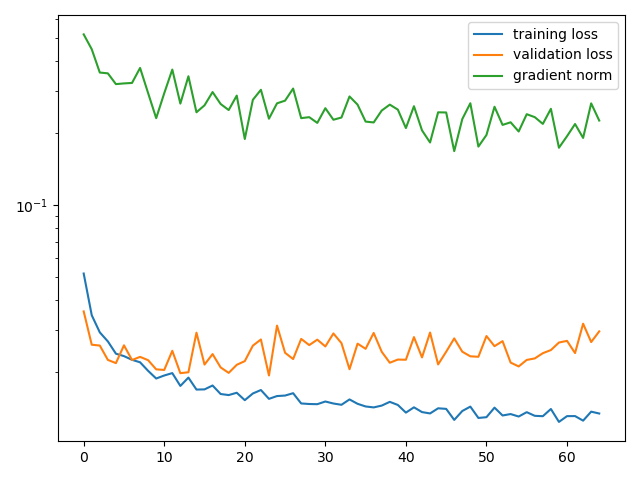 training loss
validation loss
gradient norm
10⁻¹
0 10 20 30 40 50 60